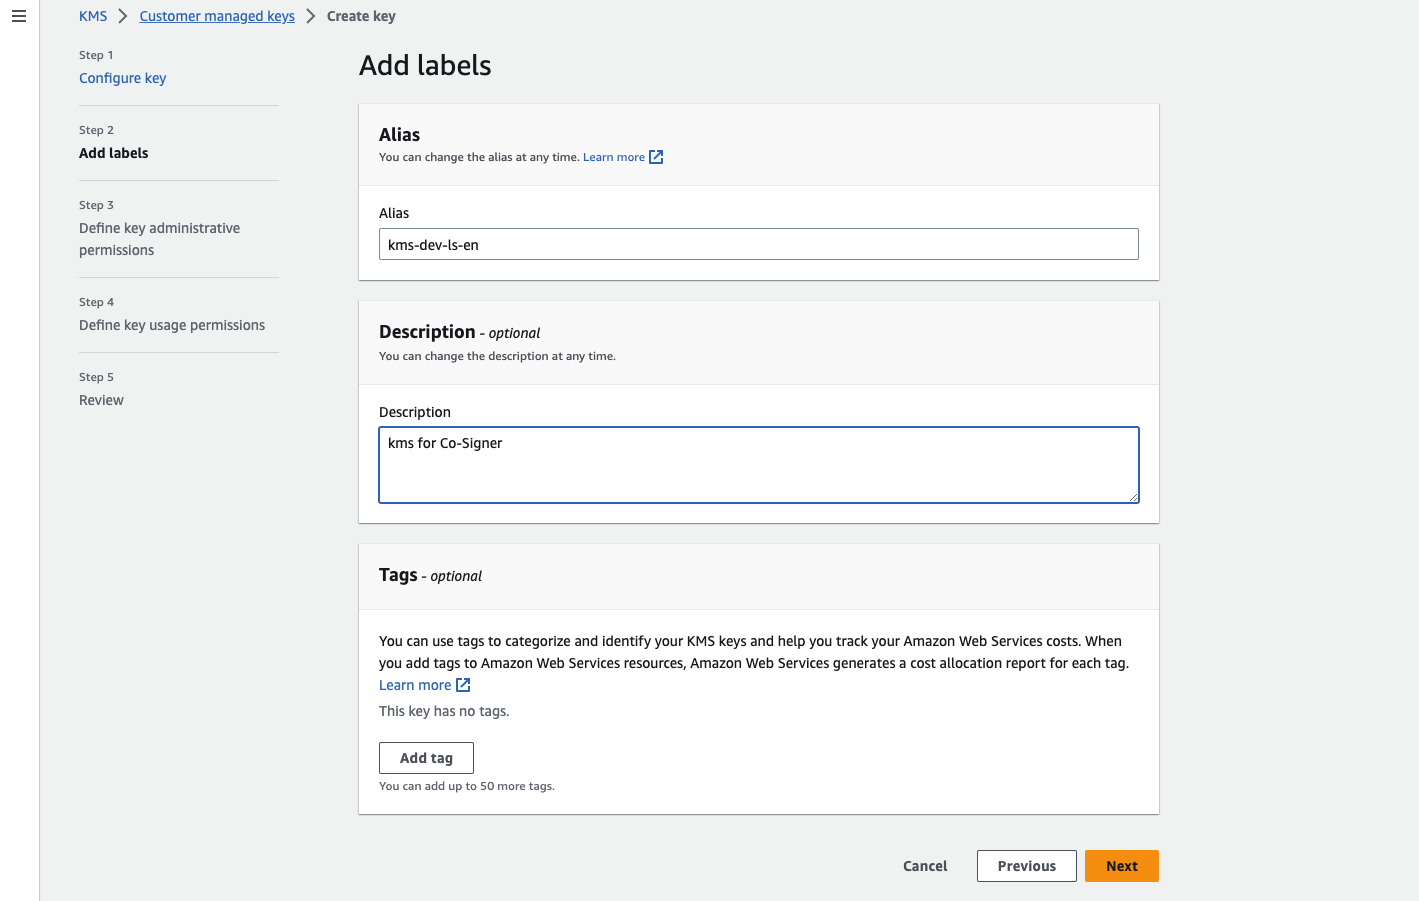 KMS > Customer managed keys > Create key
Step 1
Configure key
Step 2
Add labels
Step 3
Define key administrative
permissions
Step 4
Define key usage permissions
Step 5
Review
Add labels
Alias
You can change the alias at any time. Learn more
Alias
kms-dev-ls-en
Description - optional
You can change the description at any time.
Description
kms for Co-Signer
Tags - optional
You can use tags to categorize and identify your KMS keys and help you track your Amazon Web Services costs. When
you add tags to Amazon Web Services resources, Amazon Web Services generates a cost allocation report for each tag.
Learn more
This key has no tags.
Add tag
You can add up to 50 more tags.
Cancel Previous Next